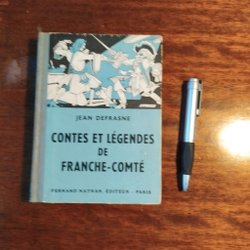 JEAN DEFRASNE
CONTES ET LÉGENDES
DE
FRANCHE-COMTÉ
FERNAND NATHAN, ÉDITEUR - PARIS